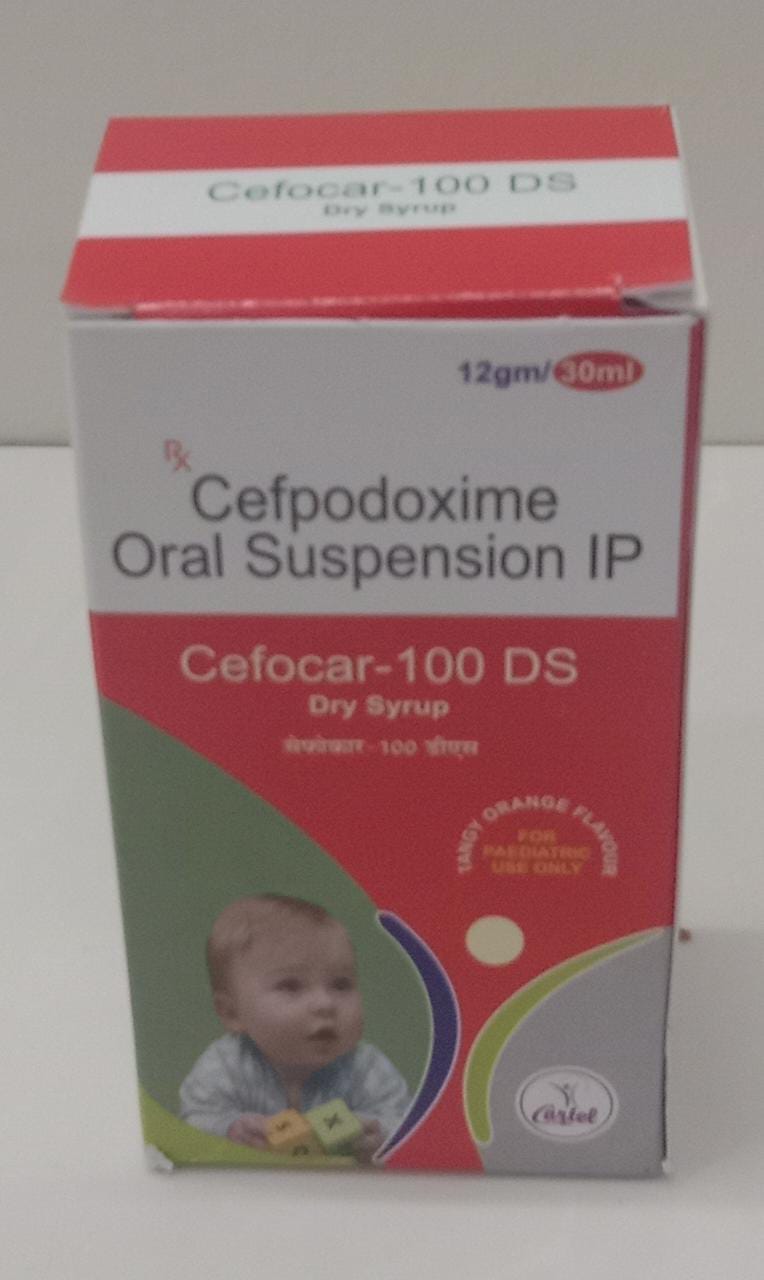 Cefocar-100 DS
Dry Syrup
12gm/30ml
Rx
Cefpodoxime
Oral Suspension IP
Cefocar-100 DS
Dry Syrup
सेफोकार-100 डीएस
TANGY ORANGE FLAVOUR
FOR
PAEDIATRIC
USE ONLY
S
X
Cartel